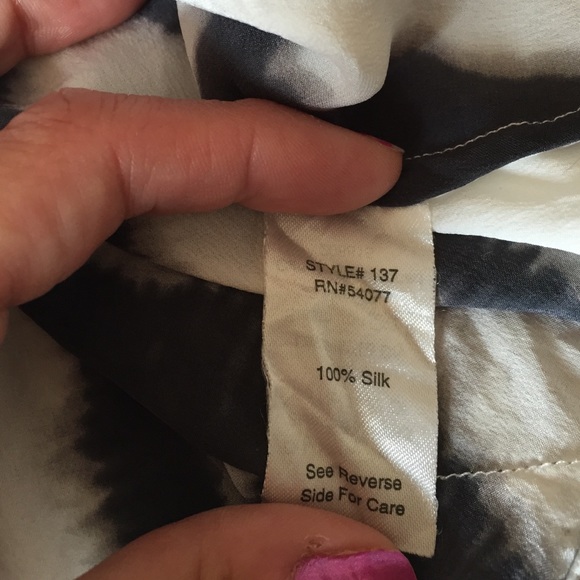 STYLE# 137
RN#54077
100% Silk
See Reverse
Side For Care